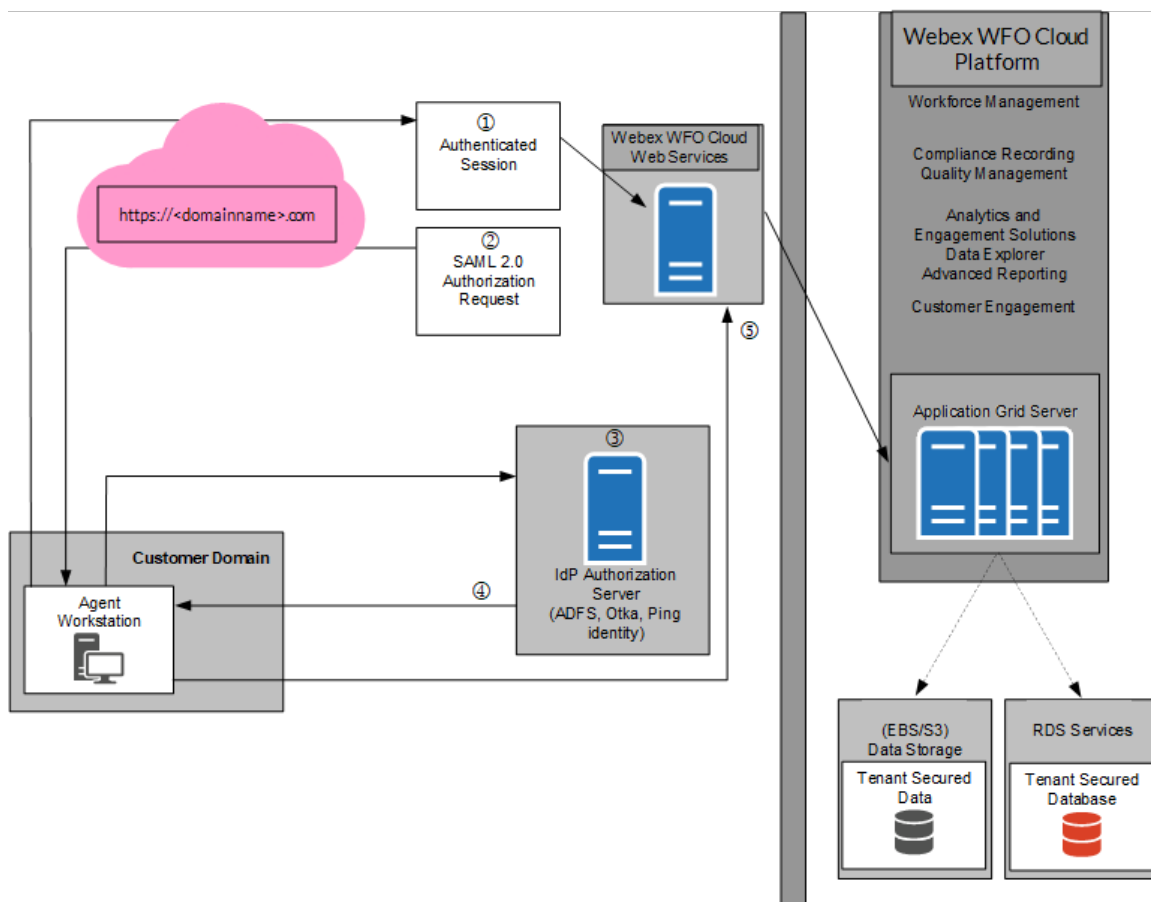 Webex WFO Cloud
Platform
Workforce Management
Compliance Recording
Quality Management
Analytics and
Engagement Solutions
Data Explorer
Advanced Reporting
Customer Engagement
Application Grid Server
①
Authenticated
Session
Webex WFO Cloud
Web Services
https://<domainname>.com
②
SAML 2.0
Authorization
Request
⑤
③
IdP Authorization
Server
(ADFS, Otka, Ping
identity)
④
Customer Domain
Agent
Workstation
(EBS/S3)
Data Storage
Tenant Secured
Data
RDS Services
Tenant Secured
Database